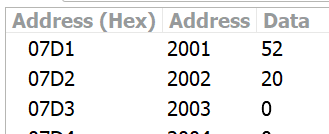 Address (Hex) Address Data
07D1 2001 52
07D2 2002 20
07D3 2003 0